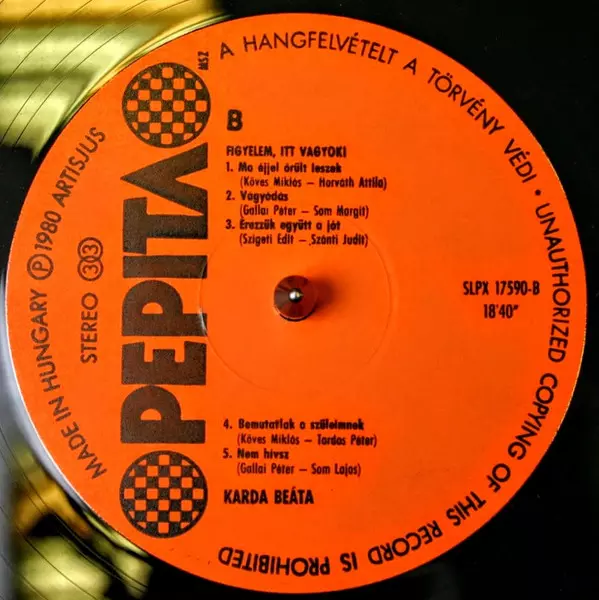 A HANGFELVÉTELT A TÖRVÉNY VÉDI • UNAUTHORIZED COPYING OF THIS RECORD IS PROHIBITED
MADE IN HUNGARY Ⓟ 1980 ARTISJUS
STEREO 33
PEPITA
MSZ
B
FIGYELEM, ITT VAGYOK!
1. Ma éjjel őrült leszek
(Köves Miklós – Horváth Attila)
2. Vágyódás
(Gallai Péter – Som Margit)
3. Érezzük együtt a jót
(Szigeti Edit – Szánti Judit)
SLPX 17590-B
18'40"
4. Bemutatlak a szüleimnek
(Köves Miklós – Tardos Péter)
5. Nem hívsz
(Gallai Péter – Som Lajos)
KARDA BEÁTA